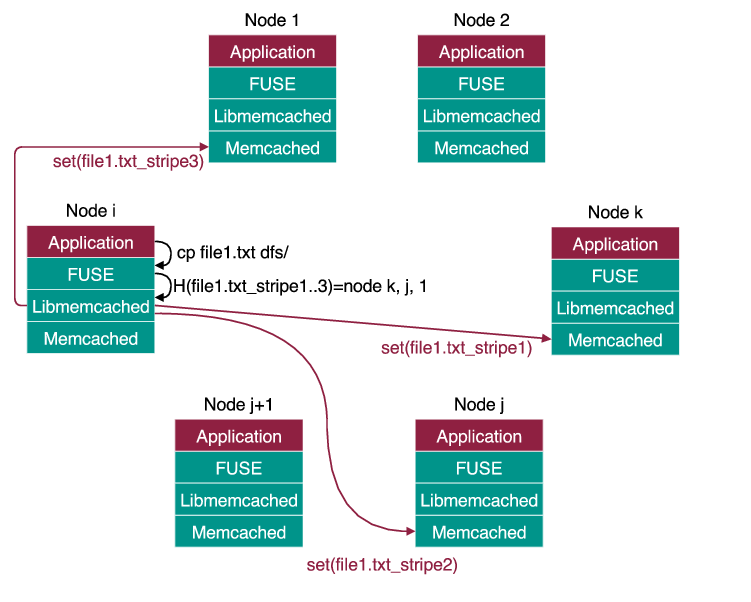 Node 1
Application
FUSE
Libmemcached
Memcached
Node 2
Application
FUSE
Libmemcached
Memcached
set(file1.txt_stripe3)
Node i
Application
FUSE
Libmemcached
Memcached
cp file1.txt dfs/
H(file1.txt_stripe1..3)=node k, j, 1
Node k
Application
FUSE
Libmemcached
Memcached
set(file1.txt_stripe1)
Node j+1
Application
FUSE
Libmemcached
Memcached
Node j
Application
FUSE
Libmemcached
Memcached
set(file1.txt_stripe2)